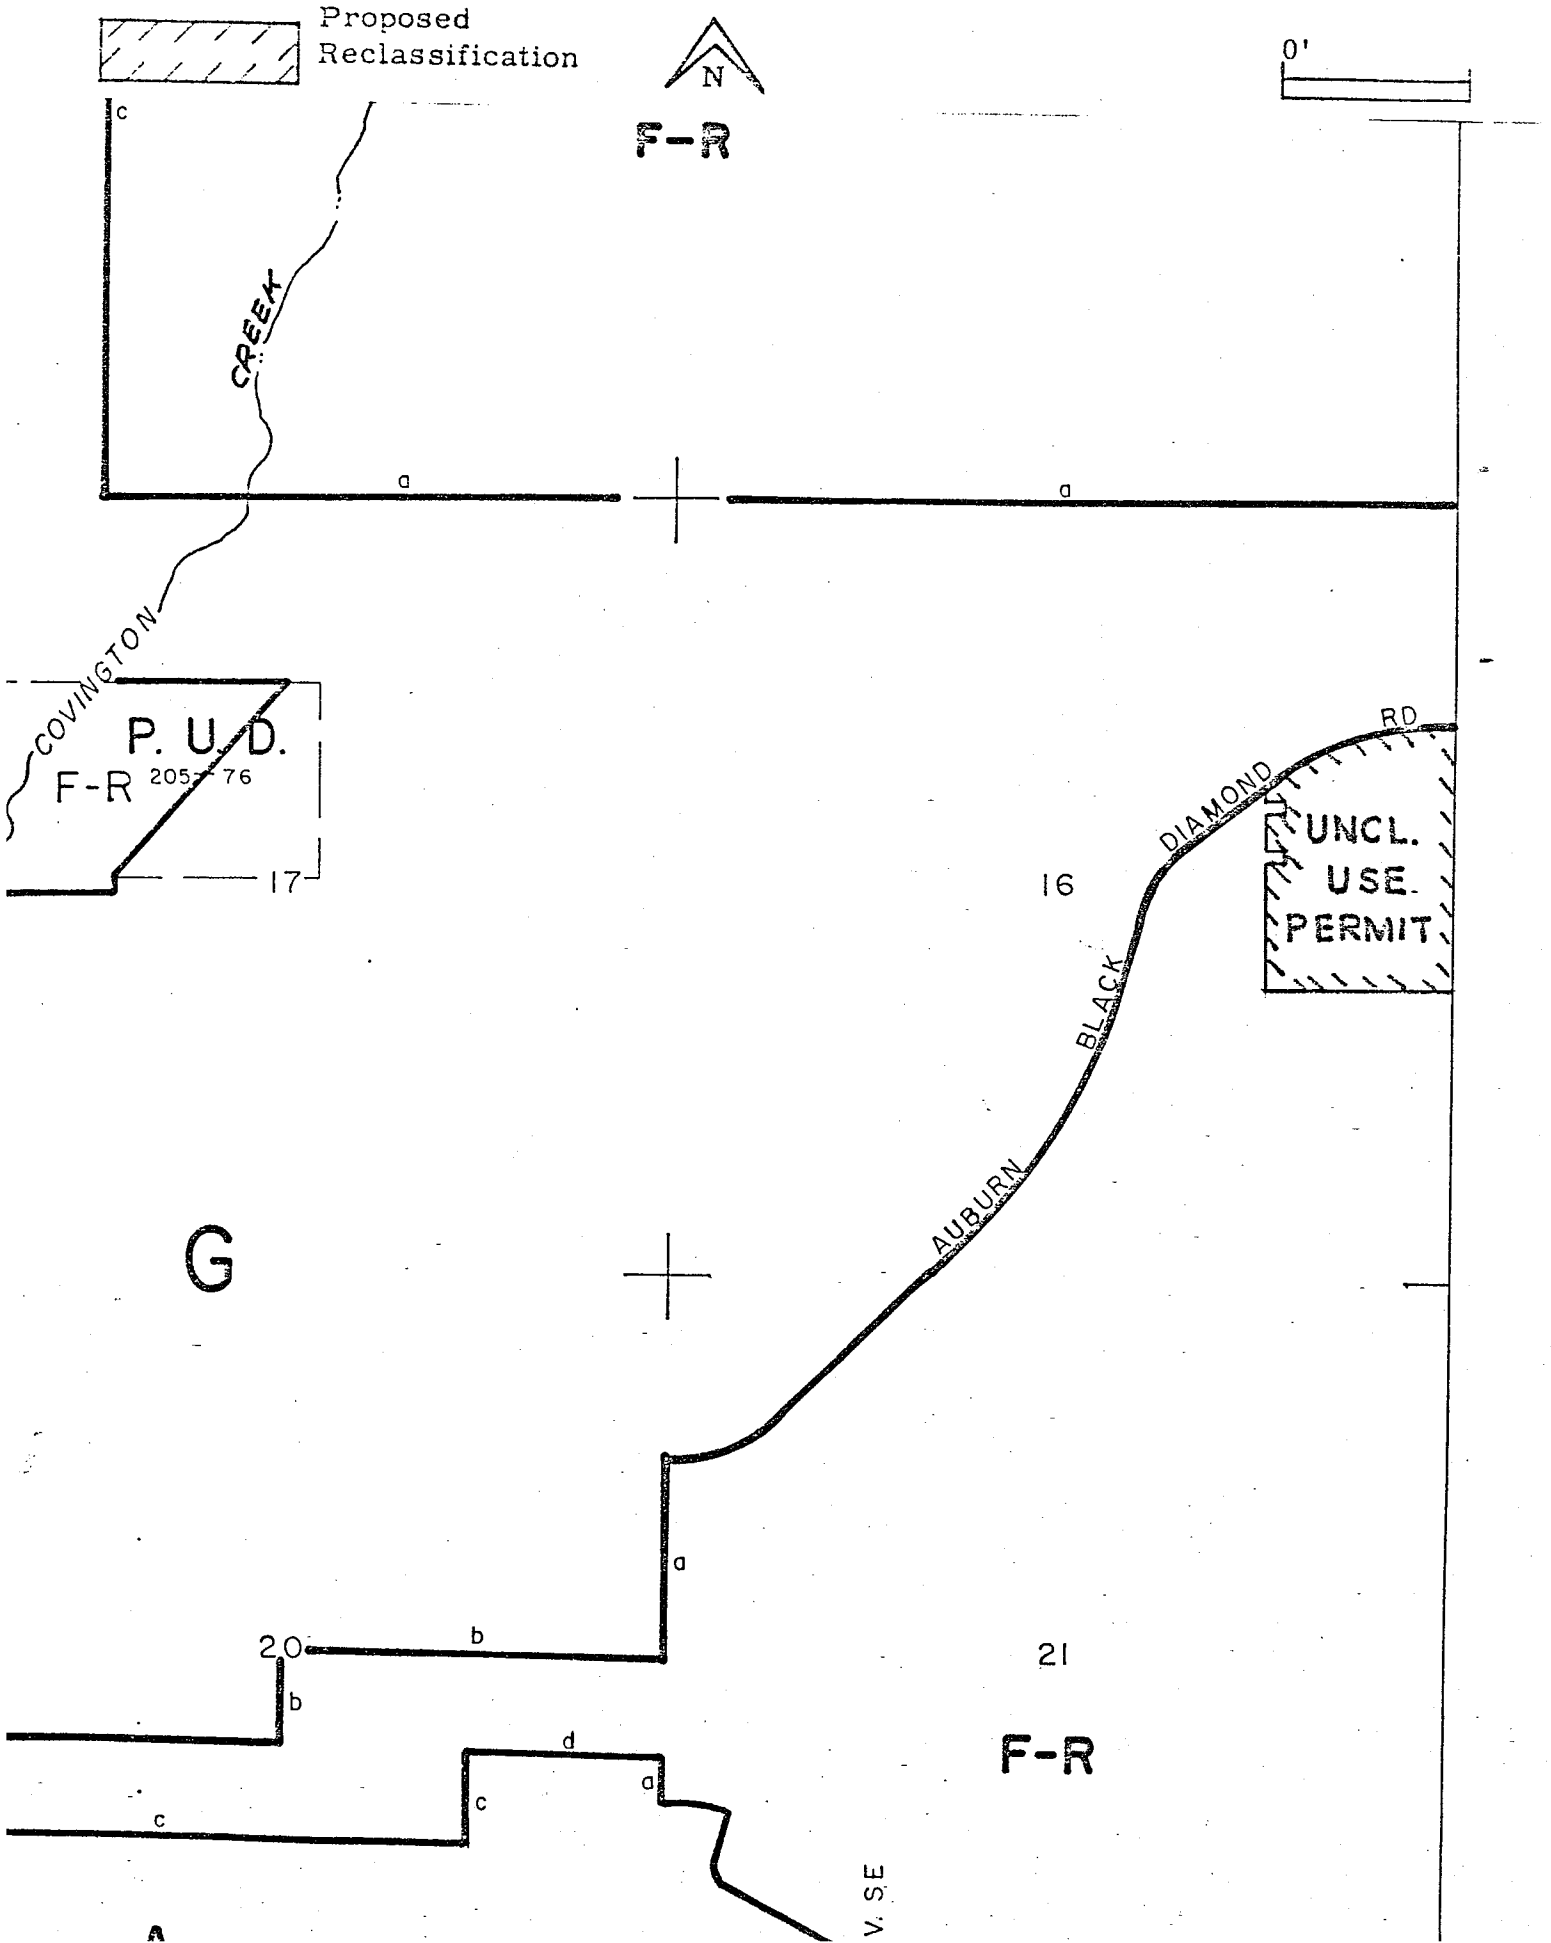 Proposed
Reclassification
N
0'
c
F-R
CREEK
a
a
COVINGTON
P. U. D.
F-R 205-76
17
RD
DIAMOND
UNCL.
USE
PERMIT
16
BLACK
AUBURN
G
a
20
b
b
21
d
F-R
a
c
c
V. SE
A